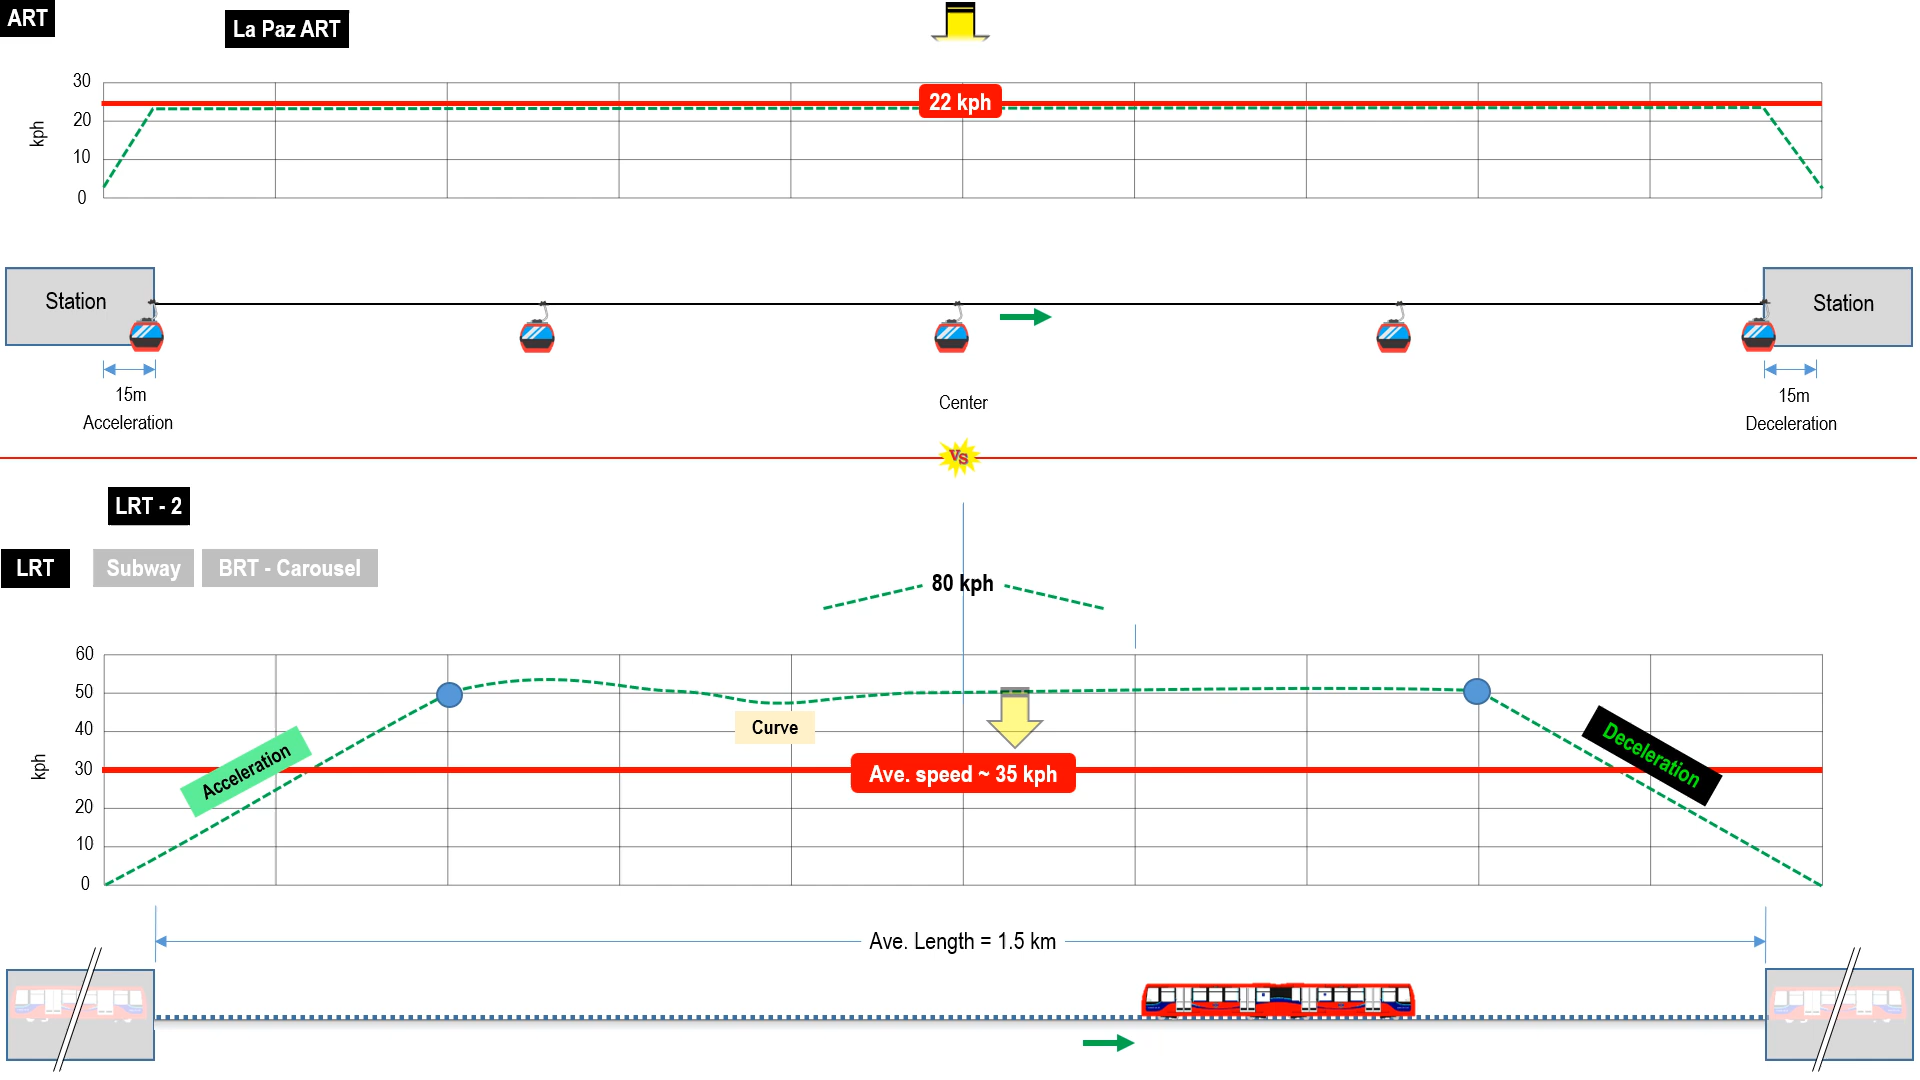 ART
La Paz ART
30
22 kph
20
kph
10
0
Station
Station
15m
15m
Center
Acceleration
Deceleration
VS
LRT - 2
LRT
Subway
BRT - Carousel
80 kph
60
50
40
Curve
Acceleration
Deceleration
kph
30
Ave. speed ~ 35 kph
20
10
0
Ave. Length = 1.5 km